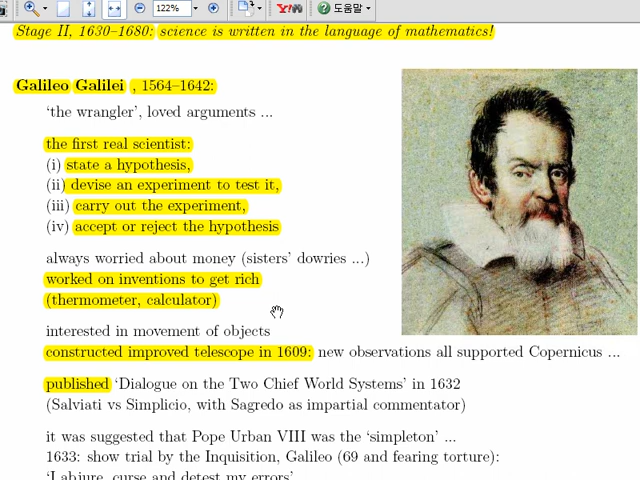 122%
Y!
도움말
Stage II, 1630–1680: science is written in the language of mathematics!
Galileo Galilei , 1564–1642:
‘the wrangler’, loved arguments ...
the first real scientist:
(i) state a hypothesis,
(ii) devise an experiment to test it,
(iii) carry out the experiment,
(iv) accept or reject the hypothesis
always worried about money (sisters’ dowries ...)
worked on inventions to get rich
(thermometer, calculator)
interested in movement of objects
constructed improved telescope in 1609: new observations all supported Copernicus ...
published ‘Dialogue on the Two Chief World Systems’ in 1632
(Salviati vs Simplicio, with Sagredo as impartial commentator)
it was suggested that Pope Urban VIII was the ‘simpleton’ ...
1633: show trial by the Inquisition, Galileo (69 and fearing torture):
‘I abjure, curse and detest my errors’